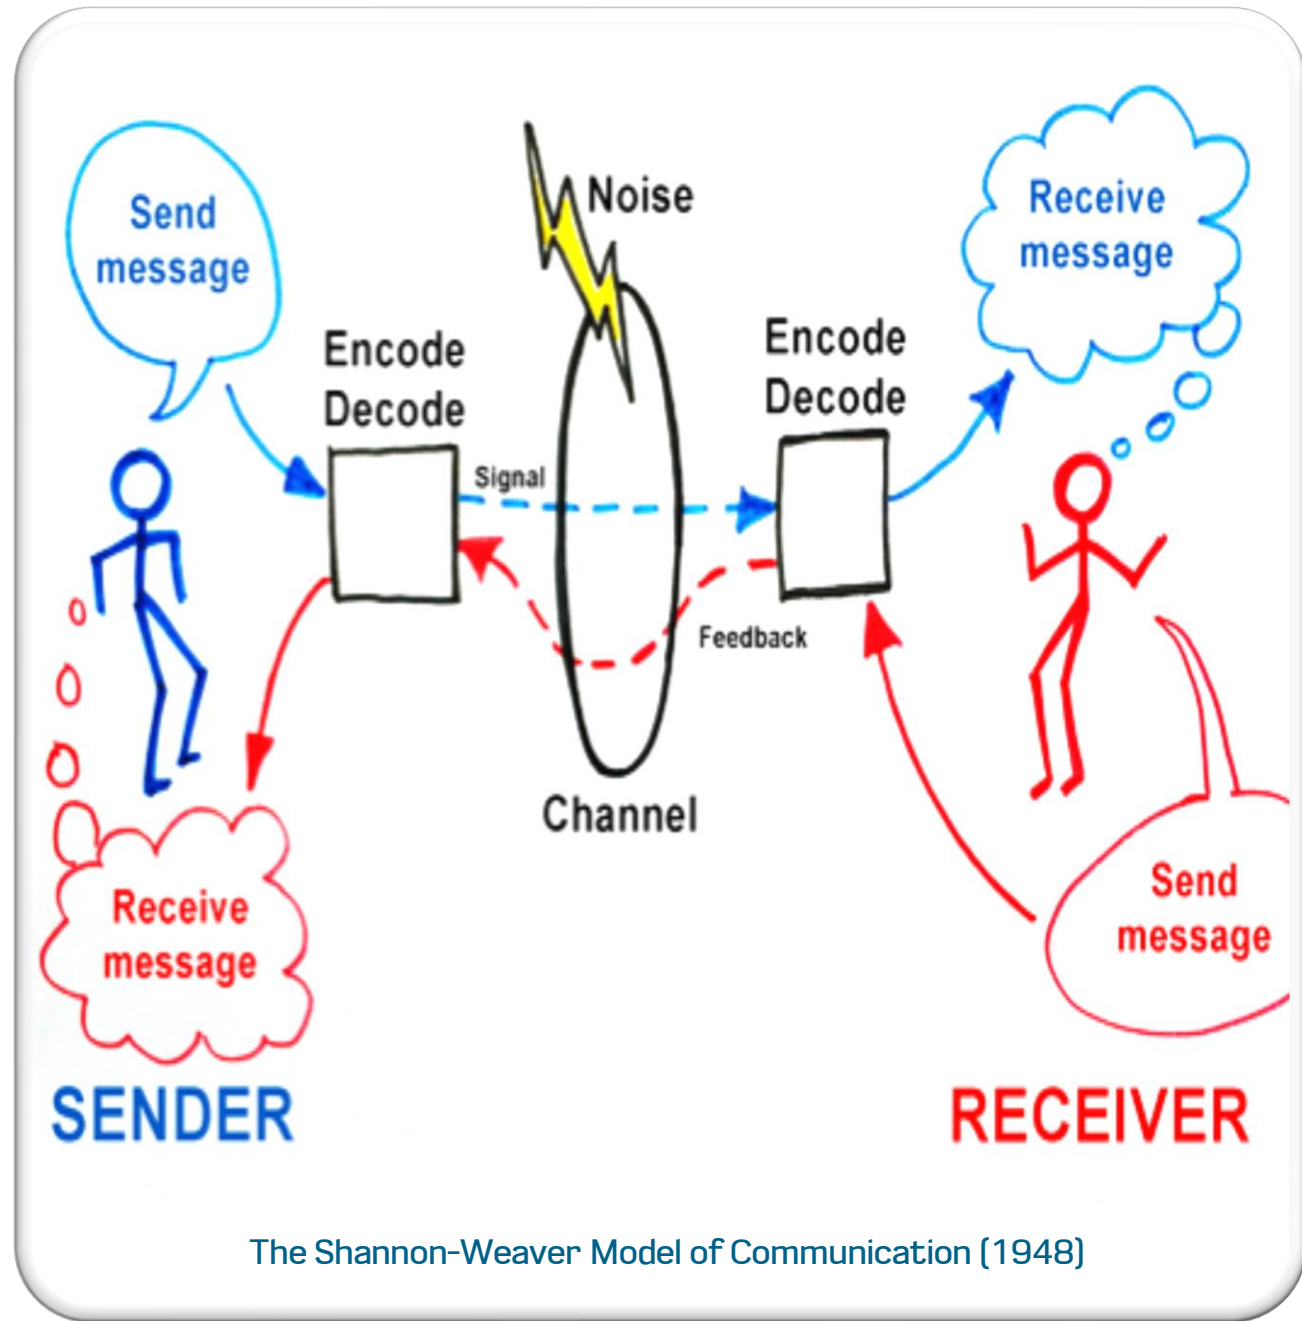 Send
message
Noise
Receive
message
Encode
Decode
Encode
Decode
Signal
Feedback
Channel
Receive
message
Send
message
SENDER
RECEIVER
The Shannon-Weaver Model of Communication (1948)